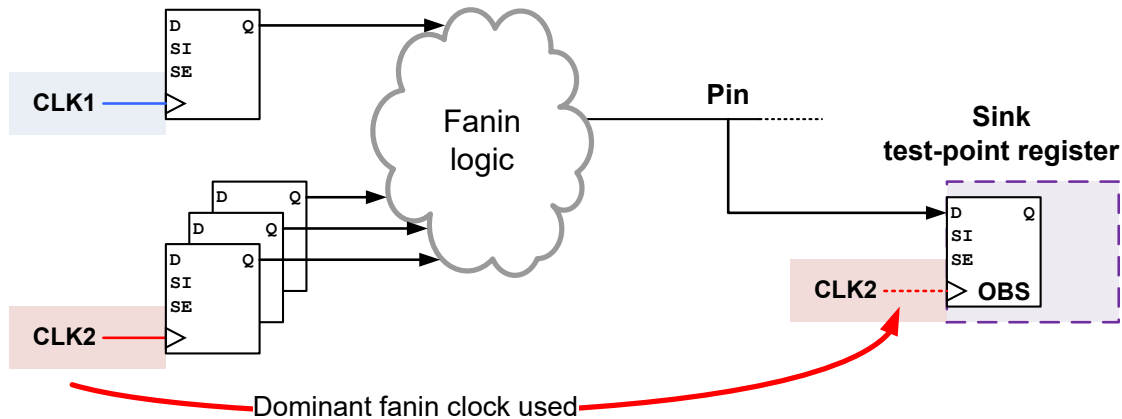 D Q
SI
SE
CLK1
Fanin
logic
Pin
Sink
test-point register
D Q
D Q
D Q
SI
SE
CLK2
D Q
SI
SE
CLK2
OBS
Dominant fanin clock used